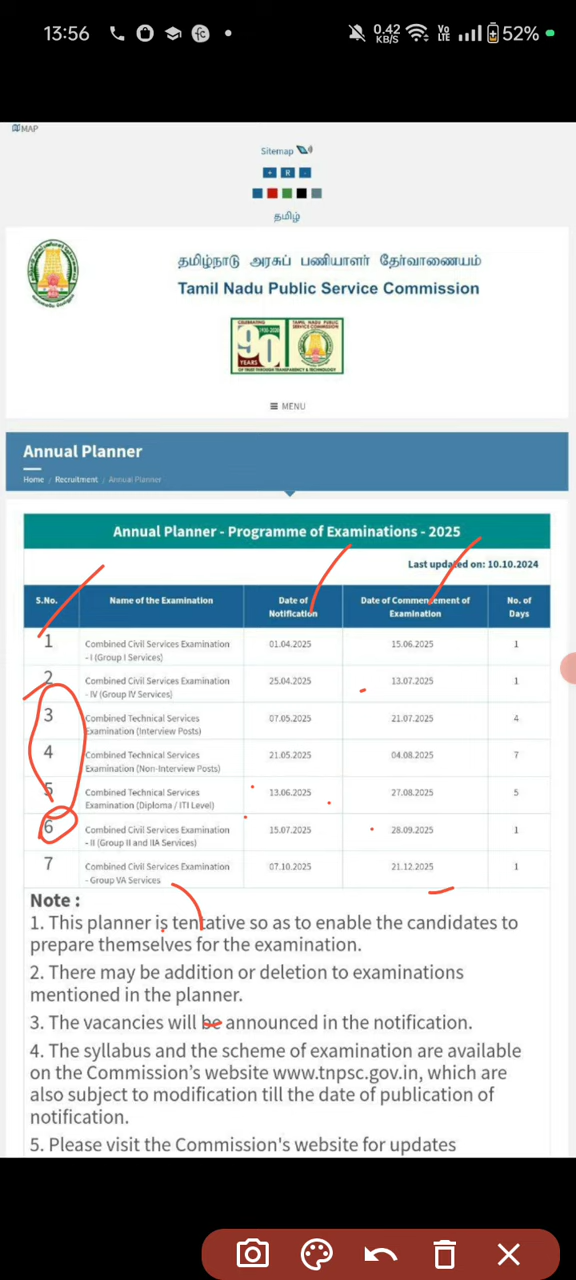 13:56
0.42 KB/S
Vo LTE
52%
MAP
Sitemap
+ R -
தமிழ்
தமிழ்நாடு அரசுப் பணியாளர் தேர்வாணையம்
Tamil Nadu Public Service Commission
90
YEARS
MENU
Annual Planner
Home / Recruitment / Annual Planner
Annual Planner - Programme of Examinations - 2025
Last updated on: 10.10.2024
S.No. Name of the Examination Date of Notification Date of Commencement of Examination No. of Days
1 Combined Civil Services Examination - I (Group I Services) 01.04.2025 15.06.2025 1
2 Combined Civil Services Examination - IV (Group IV Services) 25.04.2025 13.07.2025 1
3 Combined Technical Services Examination (Interview Posts) 07.05.2025 21.07.2025 4
4 Combined Technical Services Examination (Non-Interview Posts) 21.05.2025 04.08.2025 7
5 Combined Technical Services Examination (Diploma / ITI Level) 13.06.2025 27.08.2025 5
6 Combined Civil Services Examination - II (Group II and IIA Services) 15.07.2025 28.09.2025 1
7 Combined Civil Services Examination - Group VA Services 07.10.2025 21.12.2025 1
Note :
1. This planner is tentative so as to enable the candidates to
prepare themselves for the examination.
2. There may be addition or deletion to examinations
mentioned in the planner.
3. The vacancies will be announced in the notification.
4. The syllabus and the scheme of examination are available
on the Commission's website www.tnpsc.gov.in, which are
also subject to modification till the date of publication of
notification.
5. Please visit the Commission's website for updates